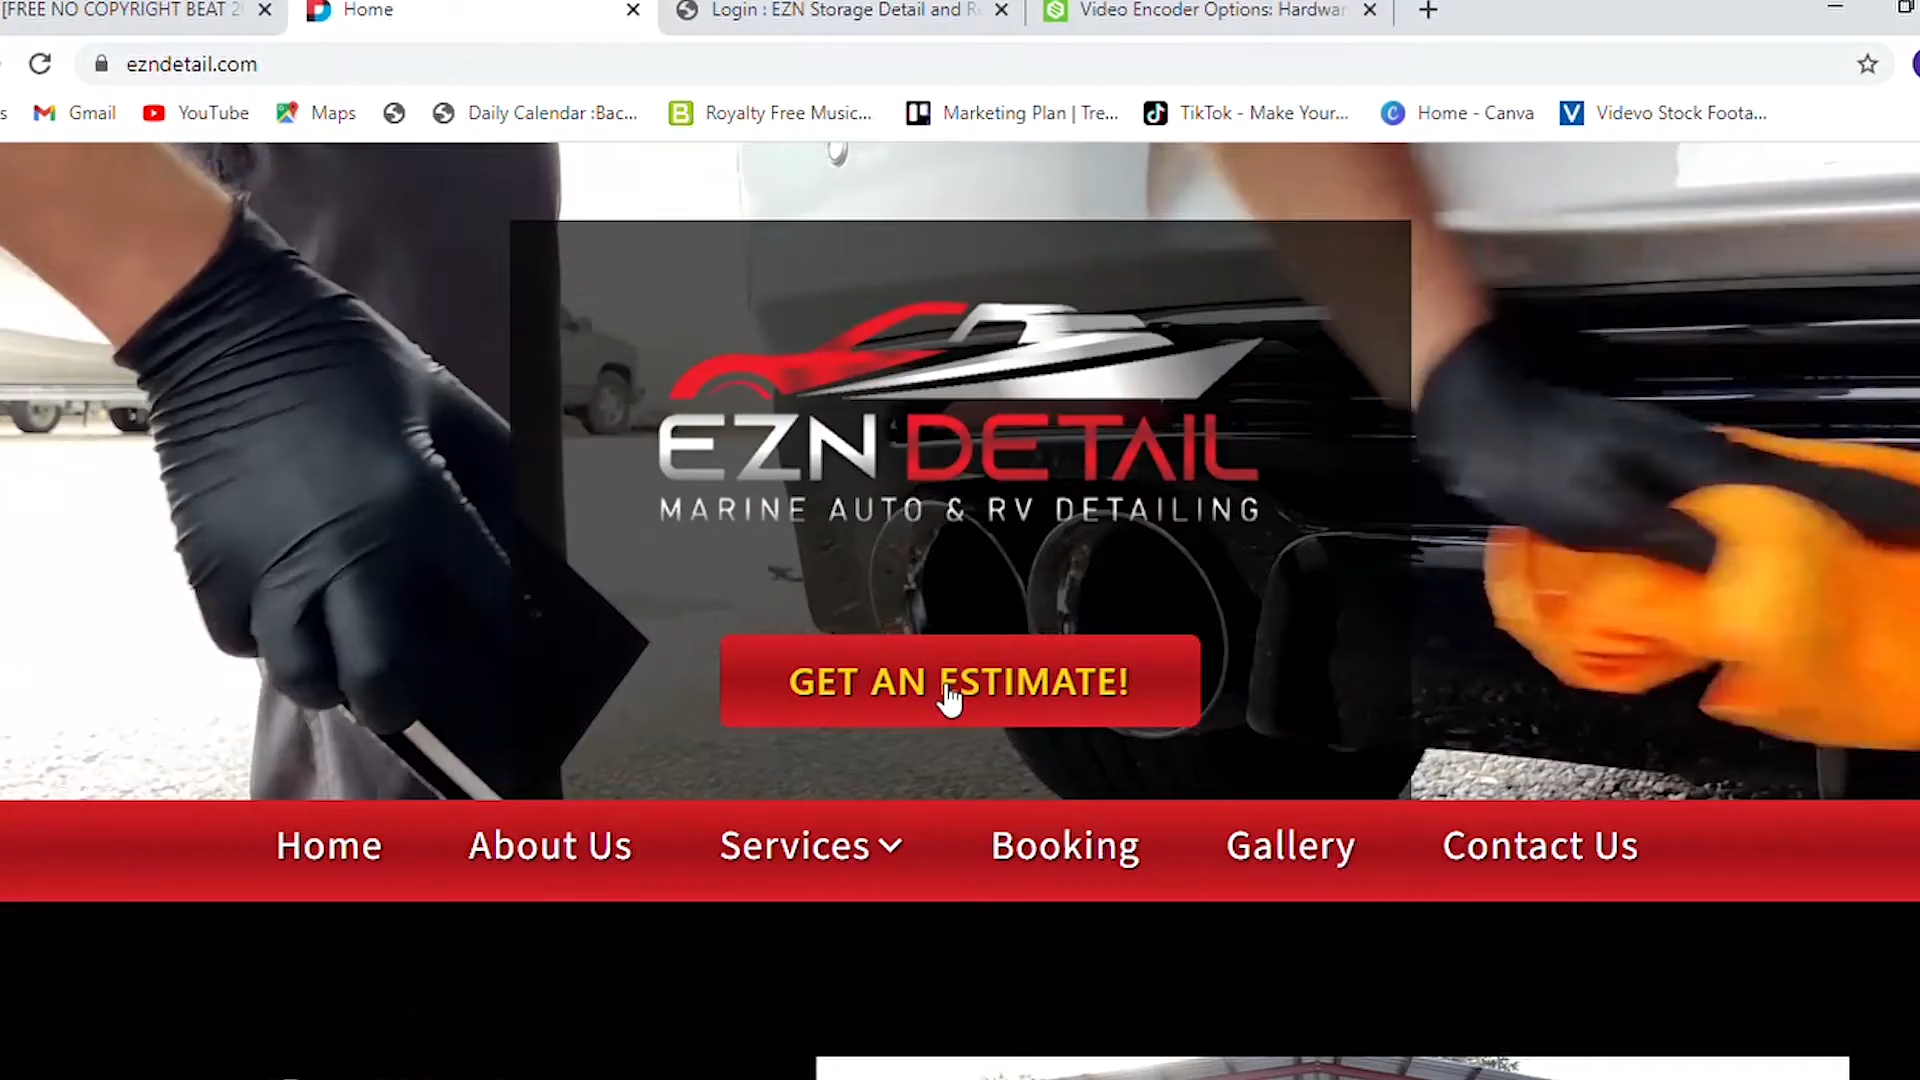 [FREE NO COPYRIGHT BEAT 2
Home
Login : EZN Storage Detail and R
Video Encoder Options: Hardwar
ezndetail.com
s
Gmail
YouTube
Maps
Daily Calendar :Bac...
Royalty Free Music...
Marketing Plan | Tre...
TikTok - Make Your...
Home - Canva
Videvo Stock Foota...
EZN DETAIL
MARINE AUTO & RV DETAILING
GET AN ESTIMATE!
Home
About Us
Services
Booking
Gallery
Contact Us